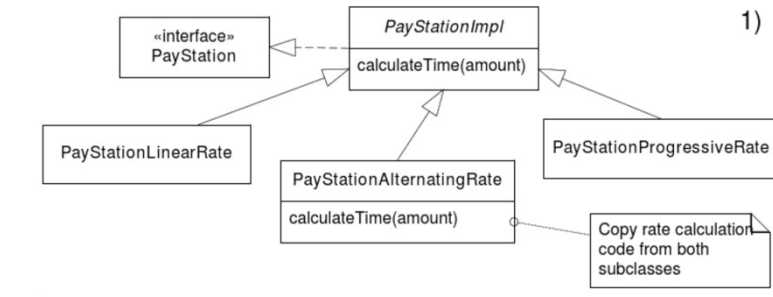 1)
«interface»
PayStation
PayStationImpl
calculateTime(amount)
PayStationLinearRate
PayStationAlternatingRate
calculateTime(amount)
PayStationProgressiveRate
Copy rate calculation
code from both
subclasses